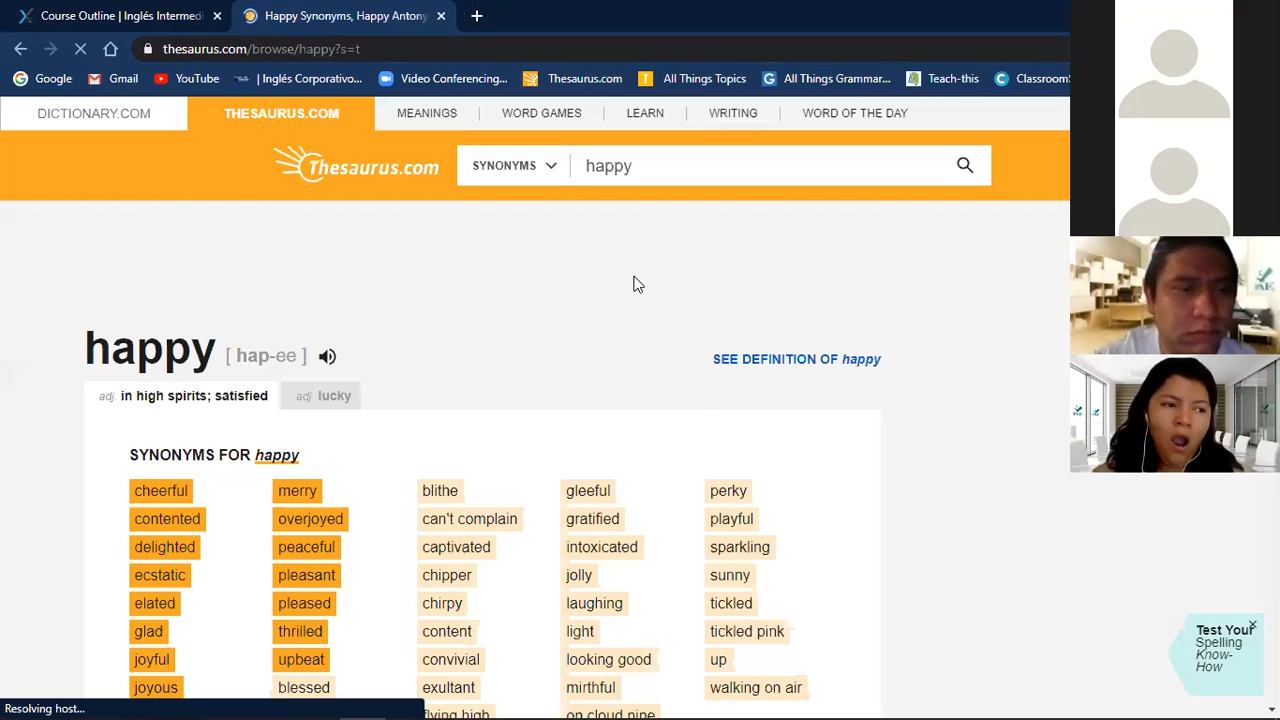 Course Outline | Inglés Intermedi
Happy Synonyms, Happy Antony
thesaurus.com/browse/happy?s=t
Google Gmail YouTube | Inglés Corporativo... Video Conferencing... Thesaurus.com All Things Topics All Things Grammar... Teach-this Classroom
DICTIONARY.COM THESAURUS.COM MEANINGS WORD GAMES LEARN WRITING WORD OF THE DAY
Thesaurus.com SYNONYMS happy
happy [ hap-ee ]
SEE DEFINITION OF happy
adj. in high spirits; satisfied adj. lucky
SYNONYMS FOR happy
cheerful merry blithe gleeful perky
contented overjoyed can't complain gratified playful
delighted peaceful captivated intoxicated sparkling
ecstatic pleasant chipper jolly sunny
elated pleased chirpy laughing tickled
glad thrilled content light tickled pink
joyful upbeat convivial looking good up
joyous blessed exultant mirthful walking on air
flying high on cloud nine
Test Your
Spelling
Know-
How
Resolving host...